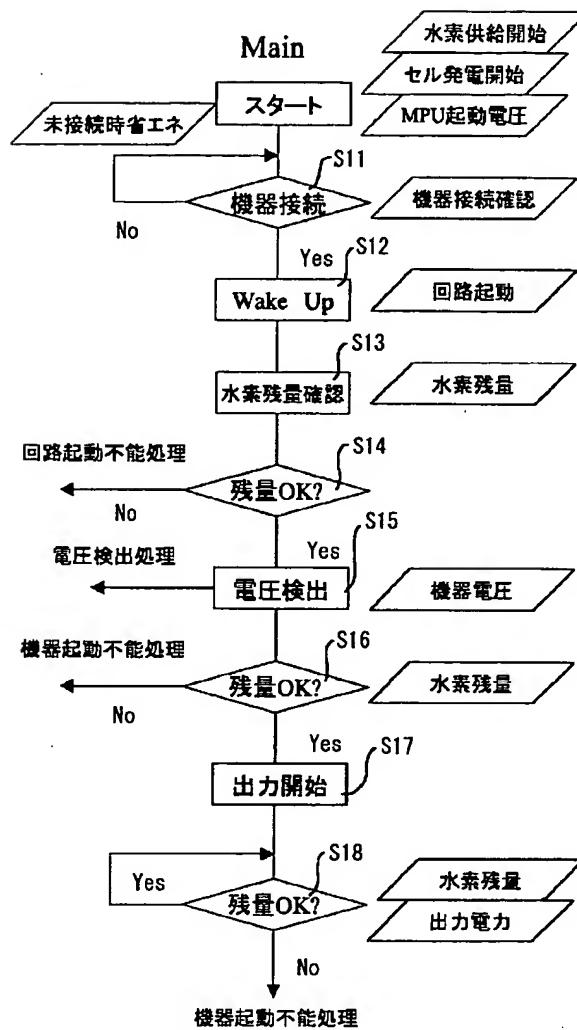 水素供給開始
Main
セル発電開始
スタート
MPU起動電圧
未接続時省エネ
S11
機器接続
機器接続確認
No
Yes
S12
Wake Up
回路起動
S13
水素残量確認
水素残量
S14
回路起動不能処理
残量OK?
No
Yes
S15
電圧検出処理
電圧検出
機器電圧
S16
機器起動不能処理
残量OK?
水素残量
No
Yes
S17
出力開始
S18
Yes
残量OK?
水素残量
出力電力
No
機器起動不能処理